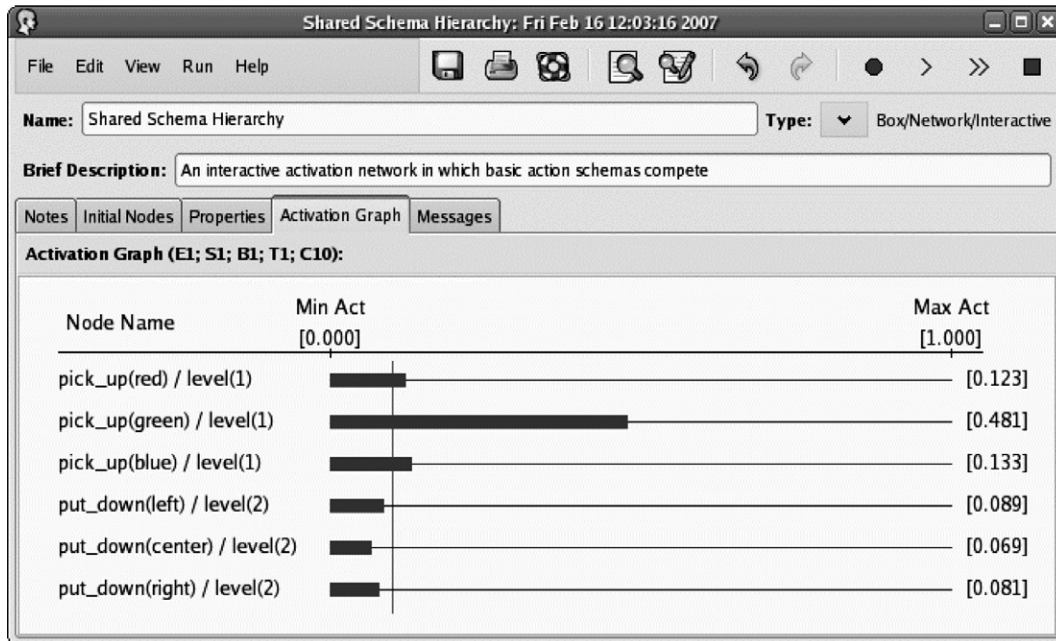 Shared Schema Hierarchy: Fri Feb 16 12:03:16 2007
File Edit View Run Help
Name: Shared Schema Hierarchy Type: Box/Network/Interactive
Brief Description: An interactive activation network in which basic action schemas compete
Notes Initial Nodes Properties Activation Graph Messages
Activation Graph (E1; S1; B1; T1; C10):
Node Name Min Act Max Act
[0.000] [1.000]
pick_up(red) / level(1) [0.123]
pick_up(green) / level(1) [0.481]
pick_up(blue) / level(1) [0.133]
put_down(left) / level(2) [0.089]
put_down(center) / level(2) [0.069]
put_down(right) / level(2) [0.081]